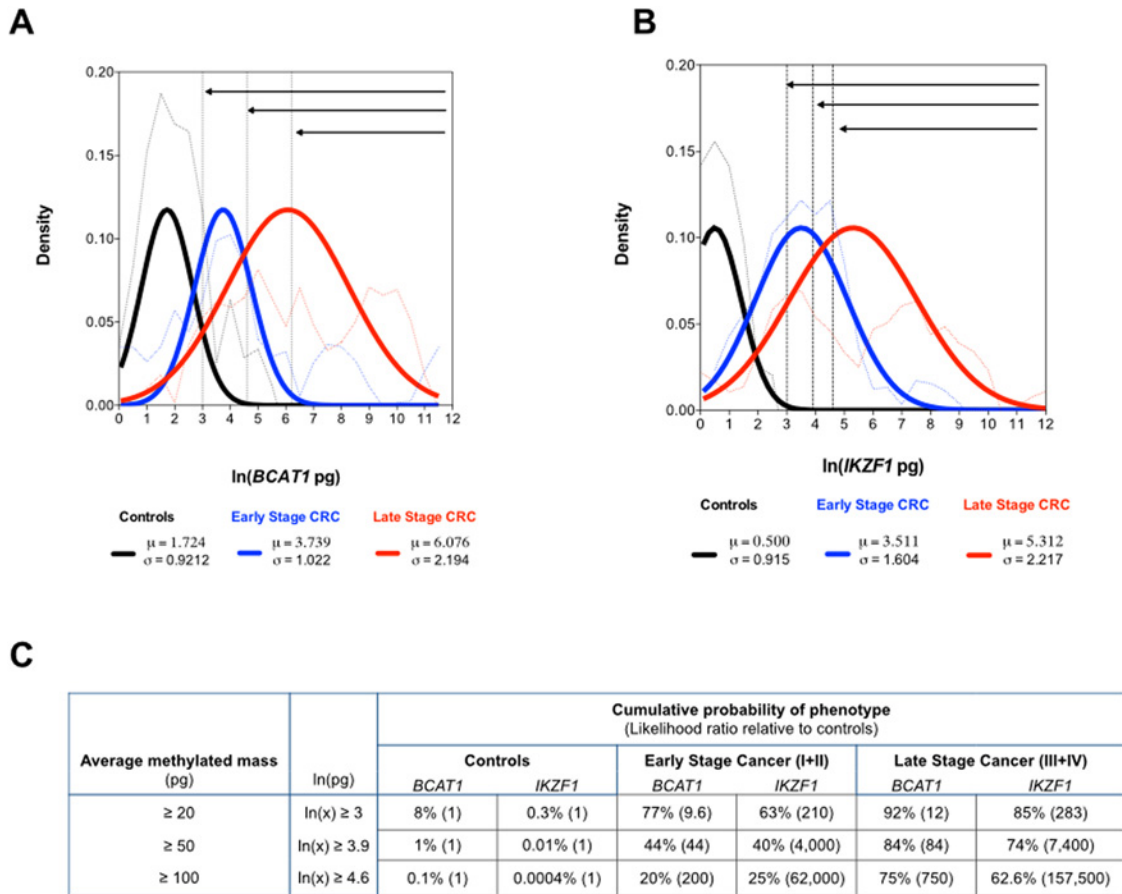 A
B
0.20
0.15
0.10
0.05
0.00
Density
0 1 2 3 4 5 6 7 8 9 10 11 12
ln(BCAT1 pg)
Controls Early Stage CRC Late Stage CRC
μ = 1.724 μ = 3.739 μ = 6.076
σ = 0.9212 σ = 1.022 σ = 2.194
0.20
0.15
0.10
0.05
0.00
Density
0 1 2 3 4 5 6 7 8 9 10 11 12
ln(IKZF1 pg)
Controls Early Stage CRC Late Stage CRC
μ = 0.500 μ = 3.511 μ = 5.312
σ = 0.915 σ = 1.604 σ = 2.217
C
Cumulative probability of phenotype
(Likelihood ratio relative to controls)
Average methylated mass
(pg)
ln(pg)
Controls Early Stage Cancer (I+II) Late Stage Cancer (III+IV)
BCAT1 IKZF1 BCAT1 IKZF1 BCAT1 IKZF1
≥ 20 ln(x) ≥ 3 8% (1) 0.3% (1) 77% (9.6) 63% (210) 92% (12) 85% (283)
≥ 50 ln(x) ≥ 3.9 1% (1) 0.01% (1) 44% (44) 40% (4,000) 84% (84) 74% (7,400)
≥ 100 ln(x) ≥ 4.6 0.1% (1) 0.0004% (1) 20% (200) 25% (62,000) 75% (750) 62.6% (157,500)